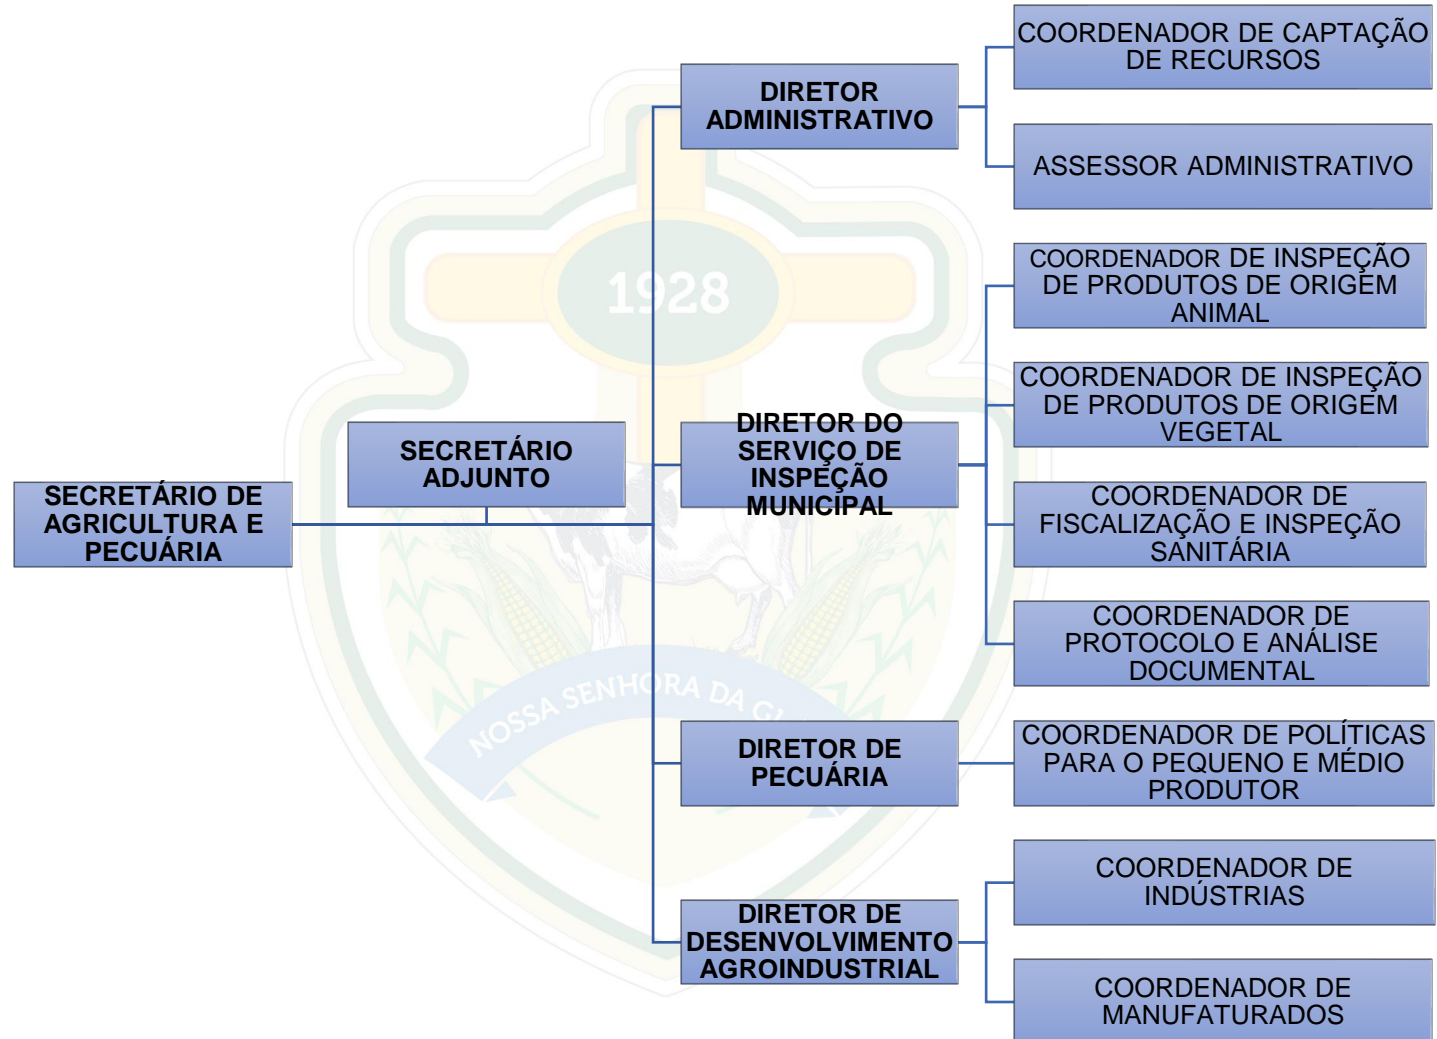 COORDENADOR DE CAPTAÇÃO
DE RECURSOS
DIRETOR
ADMINISTRATIVO
ASSESSOR ADMINISTRATIVO
COORDENADOR DE INSPEÇÃO
DE PRODUTOS DE ORIGEM
ANIMAL
1928
COORDENADOR DE INSPEÇÃO
DE PRODUTOS DE ORIGEM
VEGETAL
DIRETOR DO
SERVIÇO DE
INSPEÇÃO
MUNICIPAL
SECRETÁRIO
ADJUNTO
SECRETÁRIO DE
AGRICULTURA E
PECUÁRIA
COORDENADOR DE
FISCALIZAÇÃO E INSPEÇÃO
SANITÁRIA
COORDENADOR DE
PROTOCOLO E ANÁLISE
DOCUMENTAL
NOSSA SENHORA DA
DIRETOR DE
PECUÁRIA
COORDENADOR DE POLÍTICAS
PARA O PEQUENO E MÉDIO
PRODUTOR
COORDENADOR DE
INDÚSTRIAS
DIRETOR DE
DESENVOLVIMENTO
AGROINDUSTRIAL
COORDENADOR DE
MANUFATURADOS